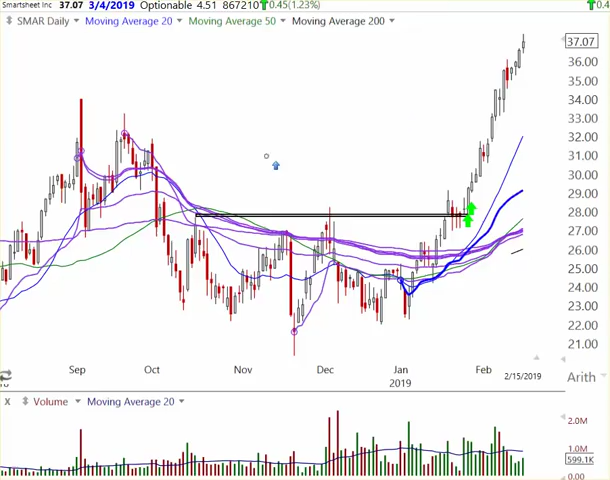 Smartsheet Inc 37.07 3/4/2019 Optionable 4.51 867210 0.45(1.23%) 0.4
SMAR Daily Moving Average 20 Moving Average 50 Moving Average 200
37.07
36.00
35.00
34.00
33.00
32.00
31.00
30.00
29.00
28.00
27.00
26.00
25.00
24.00
23.00
22.00
21.00
Sep Oct Nov Dec Jan Feb
2019 2/15/2019 Arith
X Volume Moving Average 20
2.0M
1.0M
599.1K
0.00